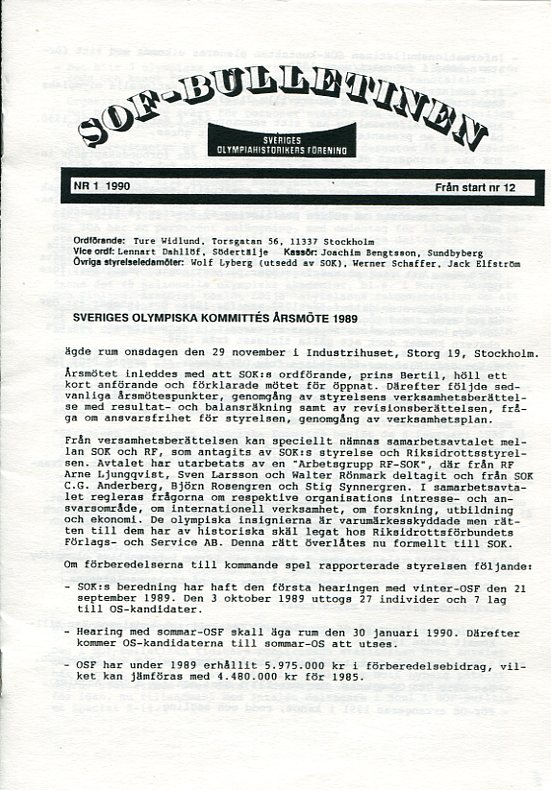 SOF-BULLETINEN
SVERIGES
OLYMPIAHISTORIKERS FÖRENING
NR 1 1990 Från start nr 12
Ordförande: Ture Widlund, Torsgatan 56, 11337 Stockholm
Vice ordf: Lennart Dahllöf, Södertälje Kassör: Joachim Bengtsson, Sundbyberg
Övriga styrelseledamöter: Wolf Lyberg (utsedd av SOK), Werner Schaffer, Jack Elfström
SVERIGES OLYMPISKA KOMMITTÉS ÅRSMÖTE 1989
ägde rum onsdagen den 29 november i Industrihuset, Storg 19, Stockholm.
Årsmötet inleddes med att SOK:s ordförande, prins Bertil, höll ett
kort anförande och förklarade mötet för öppnat. Därefter följde sed-
vanliga årsmötespunkter, genomgång av styrelsens verksamhetsberättel-
se med resultat- och balansräkning samt av revisionsberättelsen, frå-
ga om ansvarsfrihet för styrelsen, genomgång av verksamhetsplan.
Från versamhetsberättelsen kan speciellt nämnas samarbetsavtalet mel-
lan SOK och RF, som antagits av SOK:s styrelse och Riksidrottsstyrel-
sen. Avtalet har utarbetats av en "Arbetsgrupp RF-SOK", där från RF
Arne Ljungqvist, Sven Larsson och Walter Rönmark deltagit och från SOK
C.G. Anderberg, Björn Rosengren och Stig Synnergren. I samarbetsavta-
let regleras frågorna om respektive organisations intresse- och an-
svarsområde, om internationell verksamhet, om forskning, utbildning
och ekonomi. De olympiska insignierna är varumärkesskyddade men rät-
ten till dem har av historiska skäl legat hos Riksidrottsförbundets
Förlags- och Service AB. Denna rätt överlåtes nu formellt till SOK.
Om förberedelserna till kommande spel rapporterade styrelsen följande:
- SOK:s beredning har haft den första hearingen med vinter-OSF den 21
september 1989. Den 3 oktober 1989 uttogs 27 individer och 7 lag
till OS-kandidater.
- Hearing med sommar-OSF skall äga rum den 30 januari 1990. Därefter
kommer OS-kandidaterna till sommar-OS att utses.
- OSF har under 1989 erhållit 5.975.000 kr i förberedelsebidrag, vil-
ket kan jämföras med 4.480.000 kr för 1985.